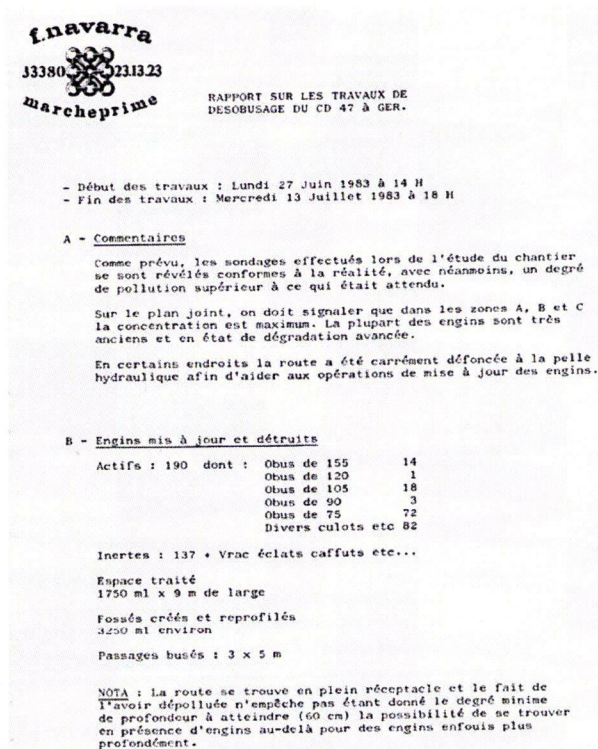 f.navarra
33380 23.13.23
marcheprime
RAPPORT SUR LES TRAVAUX DE
DESOBUSAGE DU CD 47 à GER.
- Début des travaux : Lundi 27 Juin 1983 à 14 H
- Fin des travaux : Mercredi 13 Juillet 1983 à 18 H
A - Commentaires
Comme prévu, les sondages effectués lors de l'étude du chantier
se sont révélés conformes à la réalité, avec néanmoins, un degré
de pollution supérieur à ce qui était attendu.
Sur le plan joint, on doit signaler que dans les zones A, B et C
la concentration est maximum. La plupart des engins sont très
anciens et en état de dégradation avancée.
En certains endroits la route a été carrément défoncée à la pelle
hydraulique afin d'aider aux opérations de mise à jour des engins.
B - Engins mis à jour et détruits
Actifs : 190 dont : Obus de 155 14
Obus de 120 1
Obus de 105 18
Obus de 90 3
Obus de 75 72
Divers culots etc 82
Inertes : 137 + Vrac éclats caffuts etc...
Espace traité
1750 ml x 9 m de large
Fossés créés et reprofilés
3250 ml environ
Passages busés : 3 x 5 m
NOTA : La route se trouve en plein réceptacle et le fait de
l'avoir dépolluée n'empêche pas étant donné le degré minime
de profondeur à atteindre (60 cm) la possibilité de se trouver
en présence d'engins au-delà pour des engins enfouis plus
profondément.